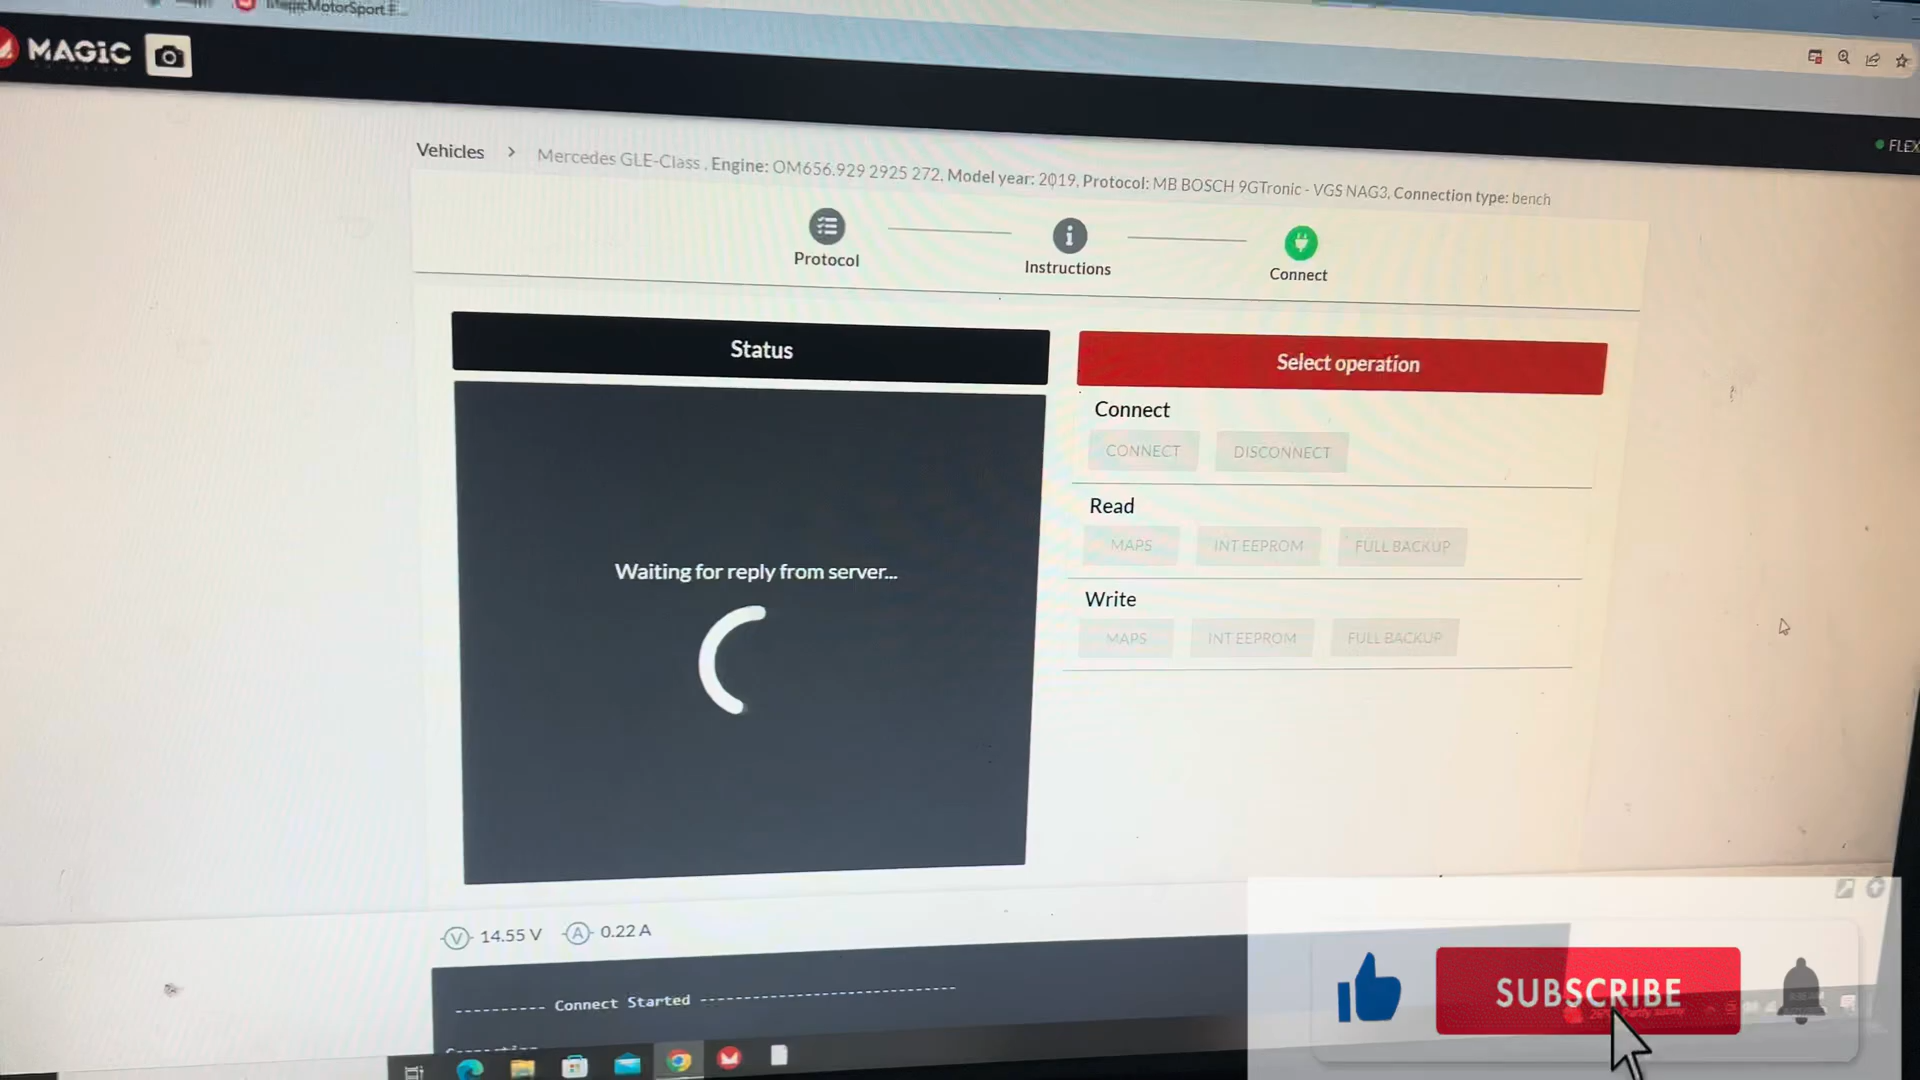 MagicMotorSport F...
MAGIC
FLEX
Vehicles > Mercedes GLE-Class , Engine: OM656.929 2925 272, Model year: 2019, Protocol: MB BOSCH 9GTronic - VGS NAG3, Connection type: bench
Protocol
Instructions
Connect
Status
Select operation
Connect
CONNECT DISCONNECT
Read
MAPS INT EEPROM FULL BACKUP
Waiting for reply from server...
Write
MAPS INT EEPROM FULL BACKUP
V 14.55 V A 0.22 A
---------- Connect Started -----------------------------
SUBSCRIBE